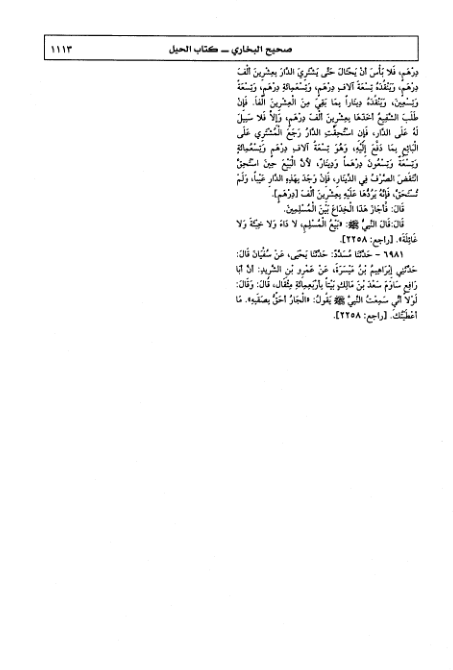 صحيح البخاري ــ كتاب الحيل
١١١٣
دِرْهَمٍ، فَلَا بَأْسَ أَنْ يَحْتَالَ حَتَّى يَشْتَرِيَ الدَّارَ بِعِشْرِينَ أَلْفَ
دِرْهَمٍ، وَيَنْقُدَهُ تِسْعَةَ آلَافِ دِرْهَمٍ، وَتِسْعَمِائَةِ دِرْهَمٍ، وَتِسْعَةً
وَتِسْعِينَ، وَيَنْقُدَهُ دِينَاراً بِمَا بَقِيَ مِنَ الْعِشْرِينَ أَلْفاً. فَإِنْ
طَلَبَ الشَّفِيعُ أَخَذَهَا بِعِشْرِينَ أَلْفَ دِرْهَمٍ، وَإِلَّا فَلَا سَبِيلَ
لَهُ عَلَى الدَّارِ، فَإِنِ اسْتُحِقَّتِ الدَّارُ رَجَعَ الْمُشْتَرِي عَلَى
الْبَائِعِ بِمَا دَفَعَ إِلَيْهِ، وَهُوَ تِسْعَةُ آلَافِ دِرْهَمٍ وَتِسْعُمِائَةٍ
وَتِسْعَةٌ وَتِسْعُونَ دِرْهَماً وَدِينَارٌ، لأَنَّ الْبَيْعَ حِينَ اسْتُحِقَّ
انْتَقَضَ الصَّرْفُ فِي الدِّينَارِ، فَإِنْ وَجَدَ بِهَذِهِ الدَّارِ عَيْباً، وَلَمْ
تُسْتَحَقَّ، فَإِنَّهُ يَرُدُّهَا عَلَيْهِ بِعِشْرِينَ أَلْفَ [دِرْهَمٍ].
قَالَ: فَأَجَازَ هَذَا الْخِدَاعَ بَيْنَ الْمُسْلِمِينَ.
قَالَ: قَالَ النَّبِيُّ ﷺ: «بَيْعُ الْمُسْلِمِ، لَا دَاءَ وَلَا خِبْثَةَ وَلَا
غَائِلَةَ». [راجع: ٢٢٥٨].
٦٩٨١ – حَدَّثَنَا مُسَدَّدٌ: حَدَّثَنَا يَحْيَى، عَنْ سُفْيَانَ قَالَ:
حَدَّثَنِي إِبْرَاهِيمُ بْنُ مَيْسَرَةَ، عَنْ عَمْرِو بْنِ الشَّرِيدِ: أَنَّ أَبَا
رَافِعٍ سَاوَمَ سَعْدَ بْنَ مَالِكٍ بَيْتاً بِأَرْبَعِمِائَةِ مِثْقَالٍ، قَالَ: وَقَالَ:
لَوْلَا أَنِّي سَمِعْتُ النَّبِيَّ ﷺ يَقُولُ: «الْجَارُ أَحَقُّ بِصَقَبِهِ». مَا
أَعْطَيْتُكَ. [راجع: ٢٢٥٨].